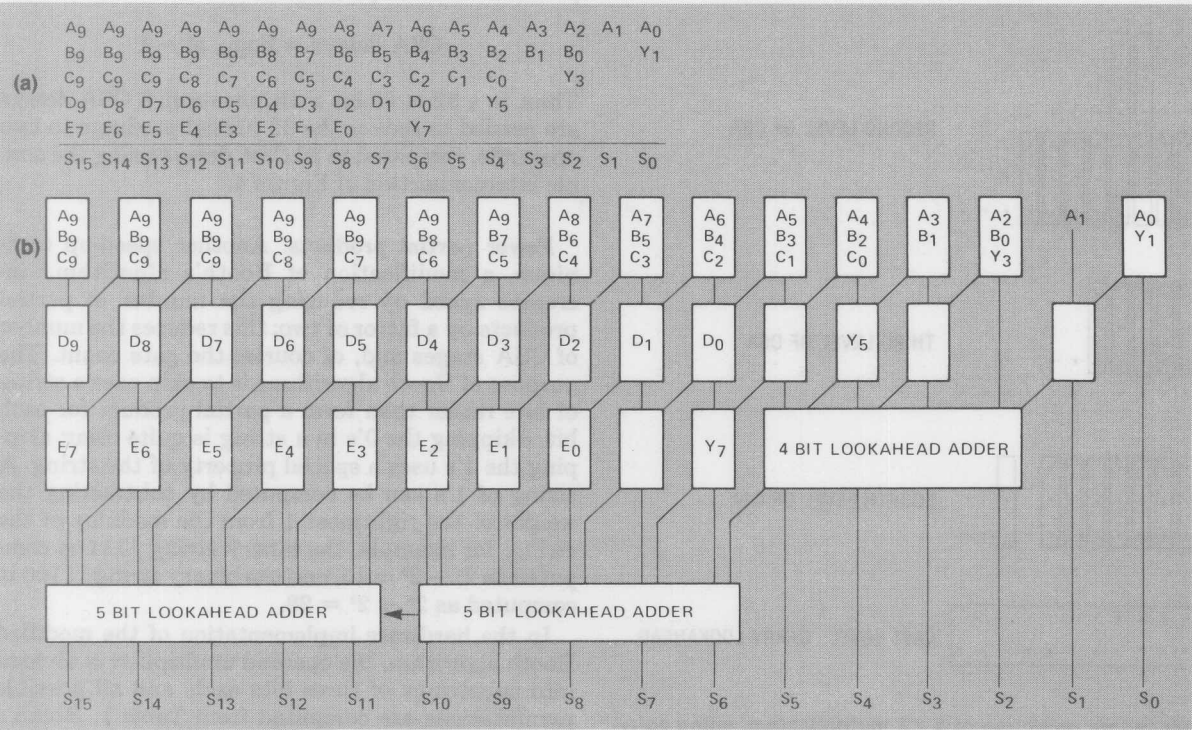 A9 A9 A9 A9 A9 A9 A9 A8 A7 A6 A5 A4 A3 A2 A1 A0
B9 B9 B9 B9 B9 B8 B7 B6 B5 B4 B3 B2 B1 B0 Y1
(a) C9 C9 C9 C8 C7 C6 C5 C4 C3 C2 C1 C0 Y3
D9 D8 D7 D6 D5 D4 D3 D2 D1 D0 Y5
E7 E6 E5 E4 E3 E2 E1 E0 Y7
S15 S14 S13 S12 S11 S10 S9 S8 S7 S6 S5 S4 S3 S2 S1 S0
A9 A9 A9 A9 A9 A9 A9 A8 A7 A6 A5 A4 A3 A2 A1 A0
(b) B9 B9 B9 B9 B9 B8 B7 B6 B5 B4 B3 B2 B1 B0 Y1
C9 C9 C9 C8 C7 C6 C5 C4 C3 C2 C1 C0 Y3
D9 D8 D7 D6 D5 D4 D3 D2 D1 D0 Y5
E7 E6 E5 E4 E3 E2 E1 E0 Y7 4 BIT LOOKAHEAD ADDER
5 BIT LOOKAHEAD ADDER 5 BIT LOOKAHEAD ADDER
S15 S14 S13 S12 S11 S10 S9 S8 S7 S6 S5 S4 S3 S2 S1 S0